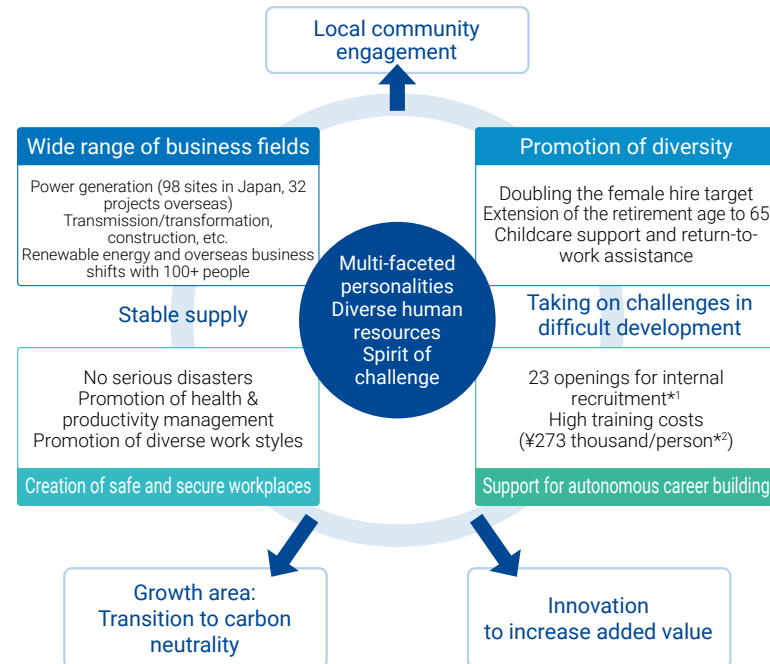 Local community
engagement
Wide range of business fields
Power generation (98 sites in Japan, 32
projects overseas)
Transmission/transformation,
construction, etc.
Renewable energy and overseas business
shifts with 100+ people
Promotion of diversity
Doubling the female hire target
Extension of the retirement age to 65
Childcare support and return-to-
work assistance
Multi-faceted
personalities
Diverse human
resources
Spirit of
challenge
Stable supply
Taking on challenges in
difficult development
No serious disasters
Promotion of health &
productivity management
Promotion of diverse work styles
Creation of safe and secure workplaces
23 openings for internal
recruitment*1
High training costs
(¥273 thousand/person*2)
Support for autonomous career building
Growth area:
Transition to carbon
neutrality
Innovation
to increase added value